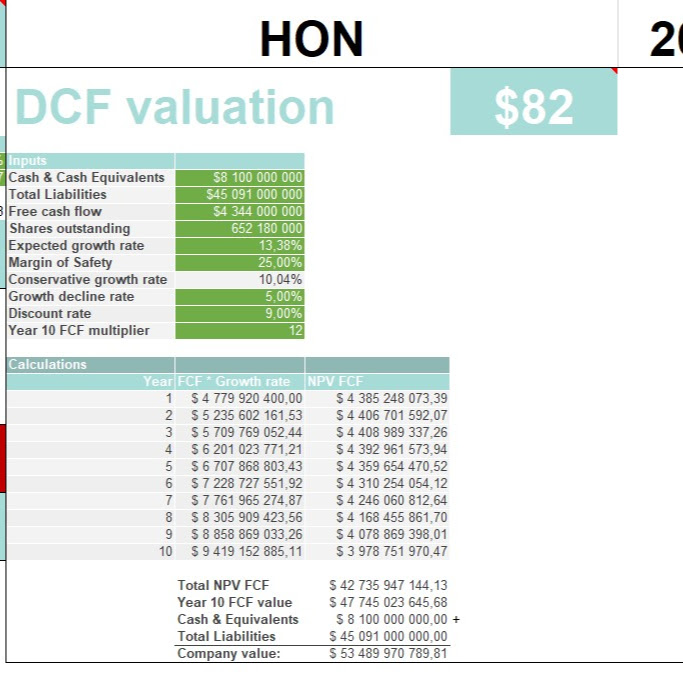 HON 20
DCF valuation $82
Inputs
Cash & Cash Equivalents $8 100 000 000
Total Liabilities $45 091 000 000
Free cash flow $4 344 000 000
Shares outstanding 652 180 000
Expected growth rate 13,38%
Margin of Safety 25,00%
Conservative growth rate 10,04%
Growth decline rate 5,00%
Discount rate 9,00%
Year 10 FCF multiplier 12
Calculations
Year FCF * Growth rate NPV FCF
1 $ 4 779 920 400,00 $ 4 385 248 073,39
2 $ 5 235 602 161,53 $ 4 406 701 592,07
3 $ 5 709 769 052,44 $ 4 408 989 337,26
4 $ 6 201 023 771,21 $ 4 392 961 573,94
5 $ 6 707 868 803,43 $ 4 359 654 470,52
6 $ 7 228 727 551,92 $ 4 310 254 054,12
7 $ 7 761 965 274,87 $ 4 246 060 812,64
8 $ 8 305 909 423,56 $ 4 168 455 861,70
9 $ 8 858 869 033,26 $ 4 078 869 398,01
10 $ 9 419 152 885,11 $ 3 978 751 970,47
Total NPV FCF $ 42 735 947 144,13
Year 10 FCF value $ 47 745 023 645,68
Cash & Equivalents $ 8 100 000 000,00 +
Total Liabilities $ 45 091 000 000,00
Company value: $ 53 489 970 789,81